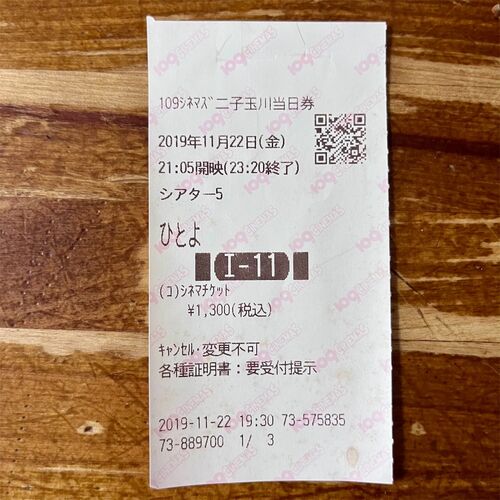 109ｼﾈﾏｽﾞ二子玉川当日券
2019年11月22日(金)
21:05開映(23:20終了)
シアター5
ひとよ
I-11
(コ)ｼﾈﾏﾁｹｯﾄ
¥1,300(税込)
ｷｬﾝｾﾙ･変更不可
各種証明書：要受付提示
2019-11-22 19:30 73-575835
73-889700 1/ 3